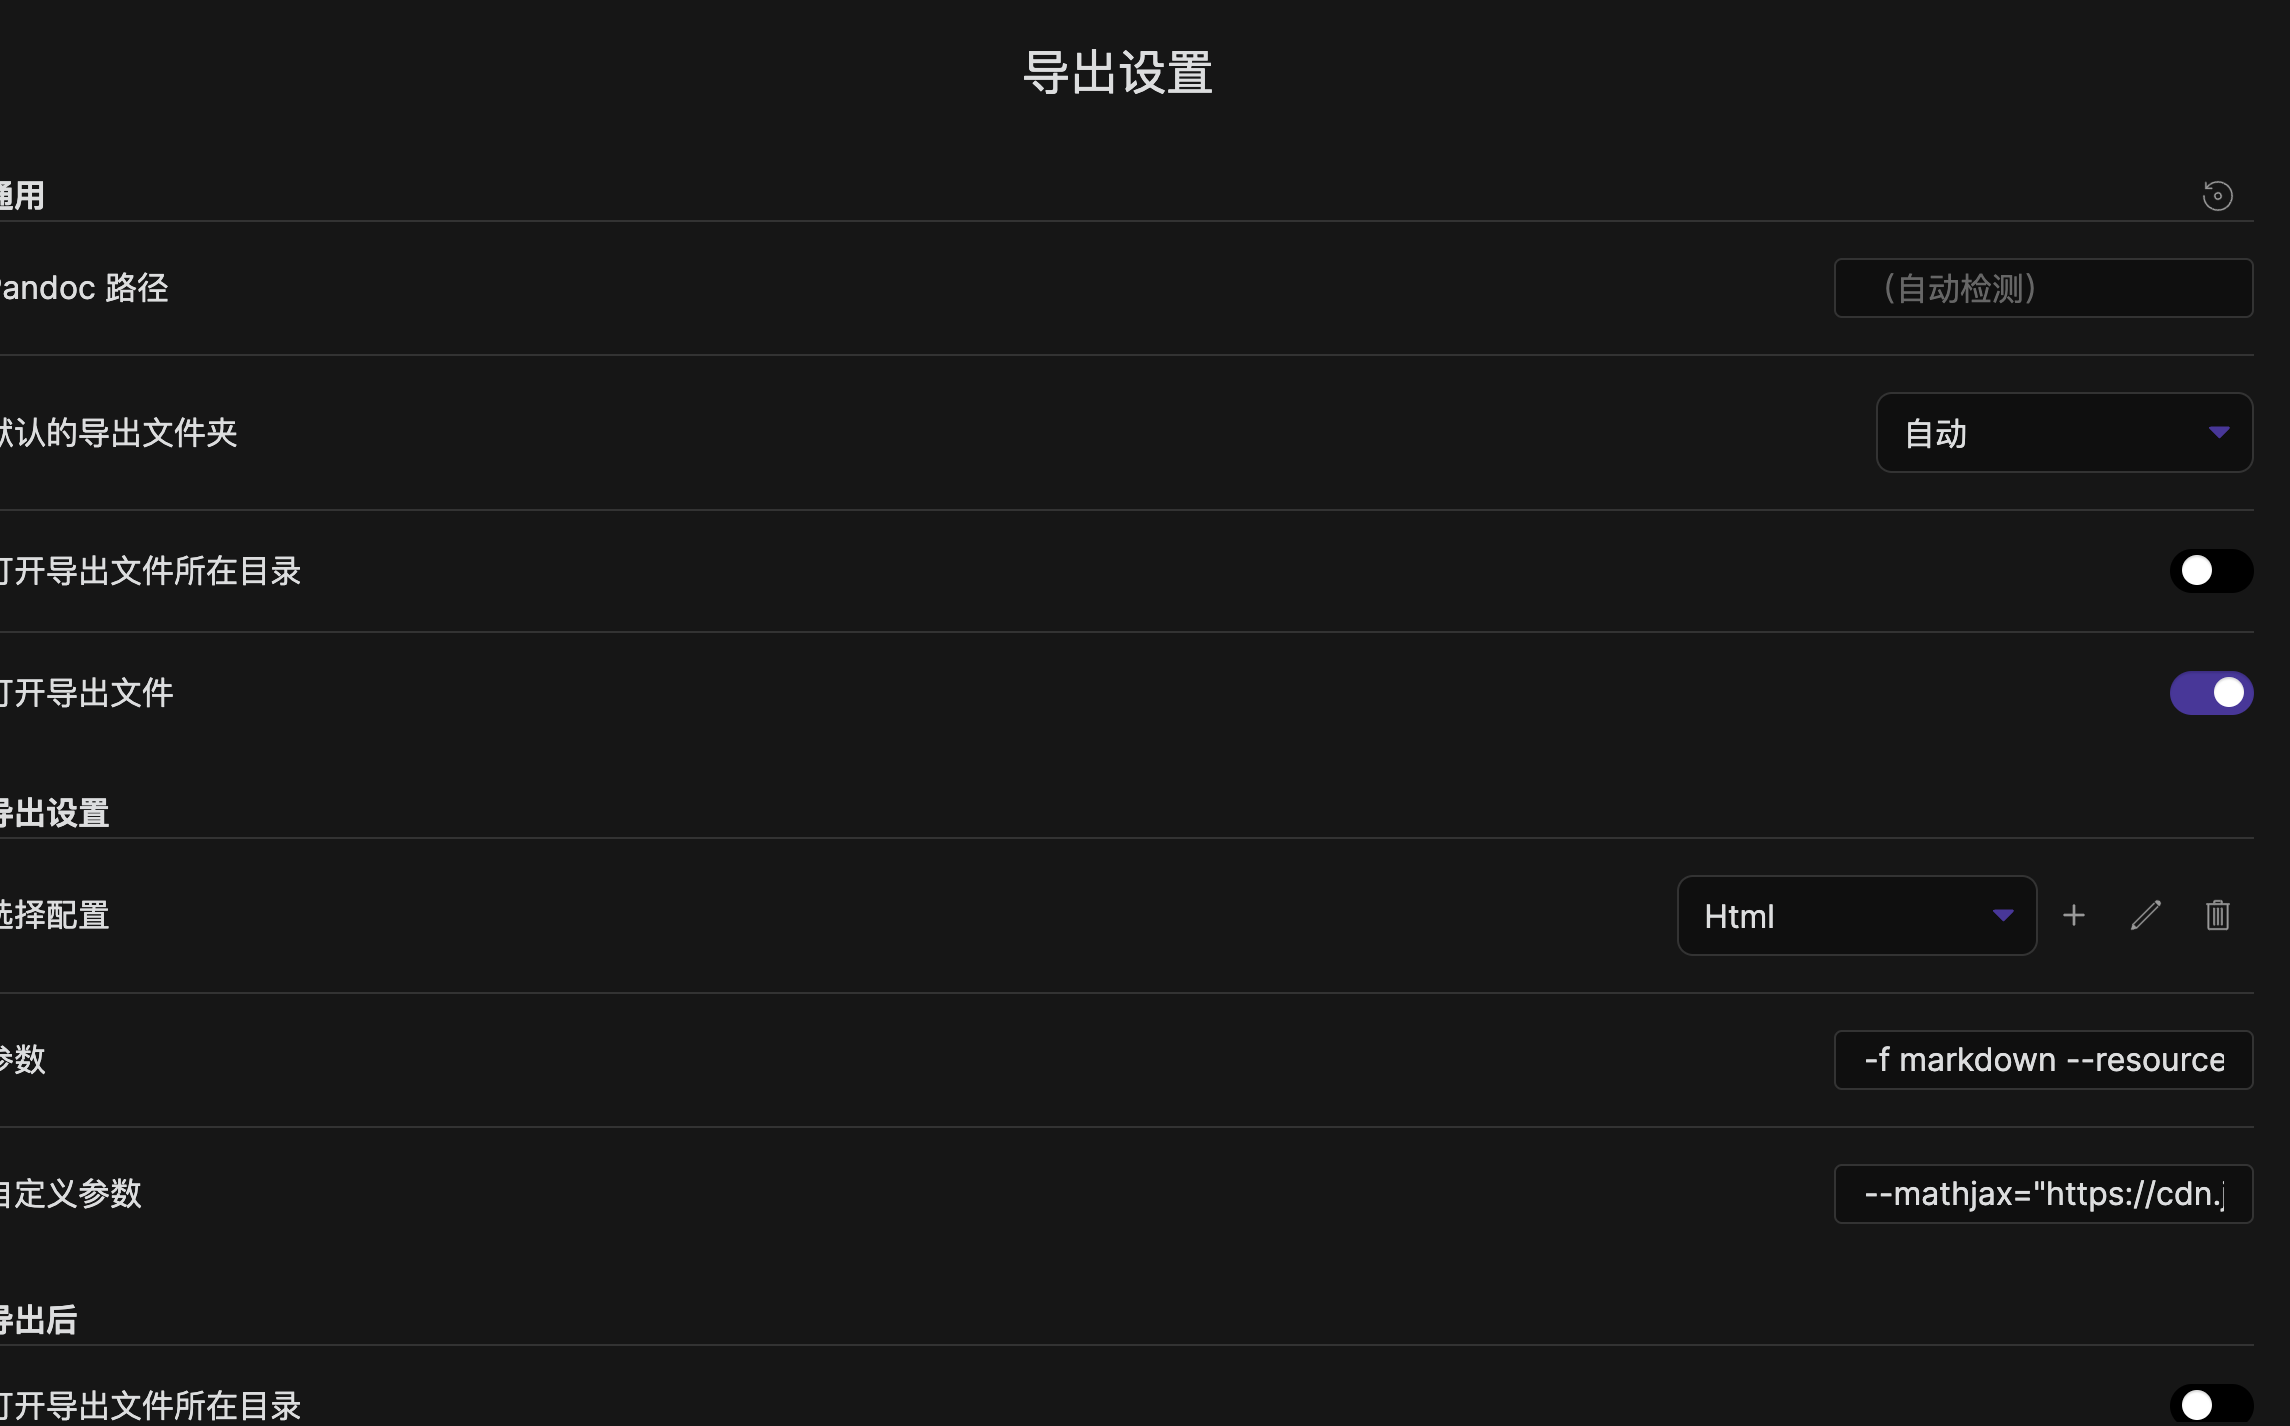 导出设置
通用
Pandoc 路径
(自动检测)
默认的导出文件夹
自动
打开导出文件所在目录
打开导出文件
导出设置
选择配置
Html
参数
-f markdown --resource
自定义参数
--mathjax="https://cdn.j
导出后
打开导出文件所在目录